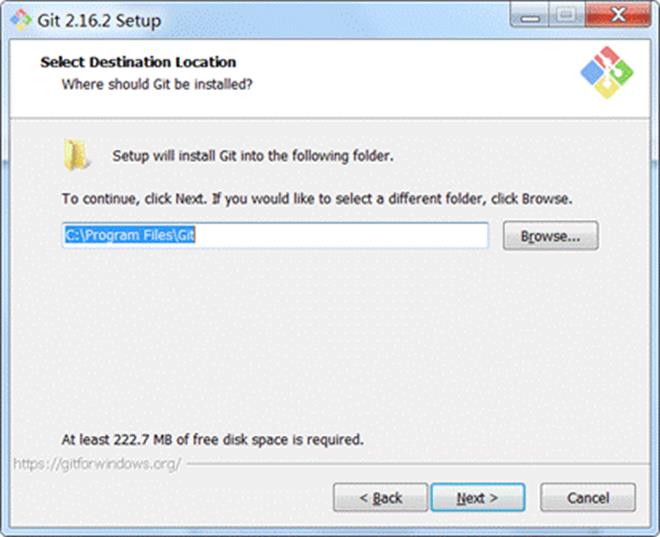 Git 2.16.2 Setup
Select Destination Location
Where should Git be installed?
Setup will install Git into the following folder.
To continue, click Next. If you would like to select a different folder, click Browse.
C:\Program Files\Git
Browse...
At least 222.7 MB of free disk space is required.
https://gitforwindows.org/
< Back
Next >
Cancel